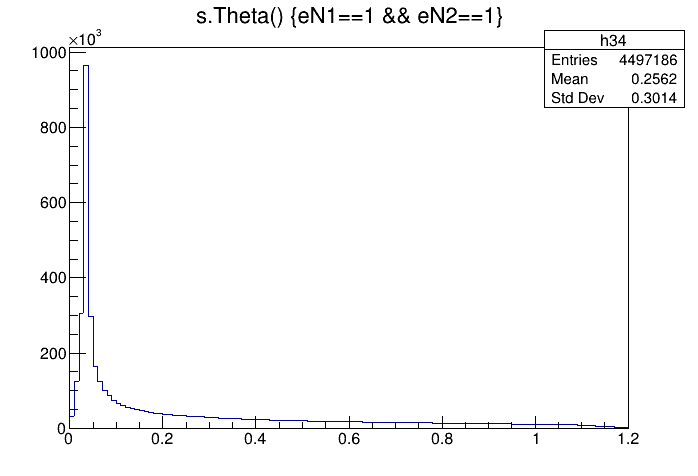 s.Theta() {eN1==1 && eN2==1}
×10³
h34
Entries 4497186
Mean 0.2562
Std Dev 0.3014
1000
800
600
400
200
0
0 0.2 0.4 0.6 0.8 1 1.2